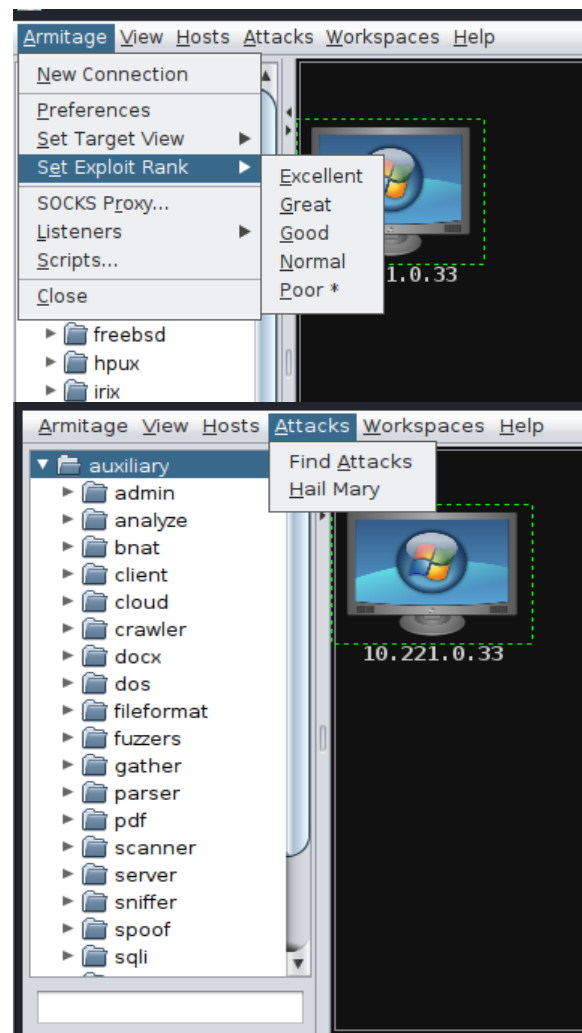 Armitage View Hosts Attacks Workspaces Help
New Connection
Preferences
Set Target View
Set Exploit Rank
SOCKS Proxy...
Listeners
Scripts...
Close
Excellent
Great
Good
Normal
Poor *
1.0.33
freebsd
hpux
irix
Armitage View Hosts Attacks Workspaces Help
Find Attacks
Hail Mary
auxiliary
admin
analyze
bnat
client
cloud
crawler
docx
dos
fileformat
fuzzers
gather
parser
pdf
scanner
server
sniffer
spoof
sqli
10.221.0.33